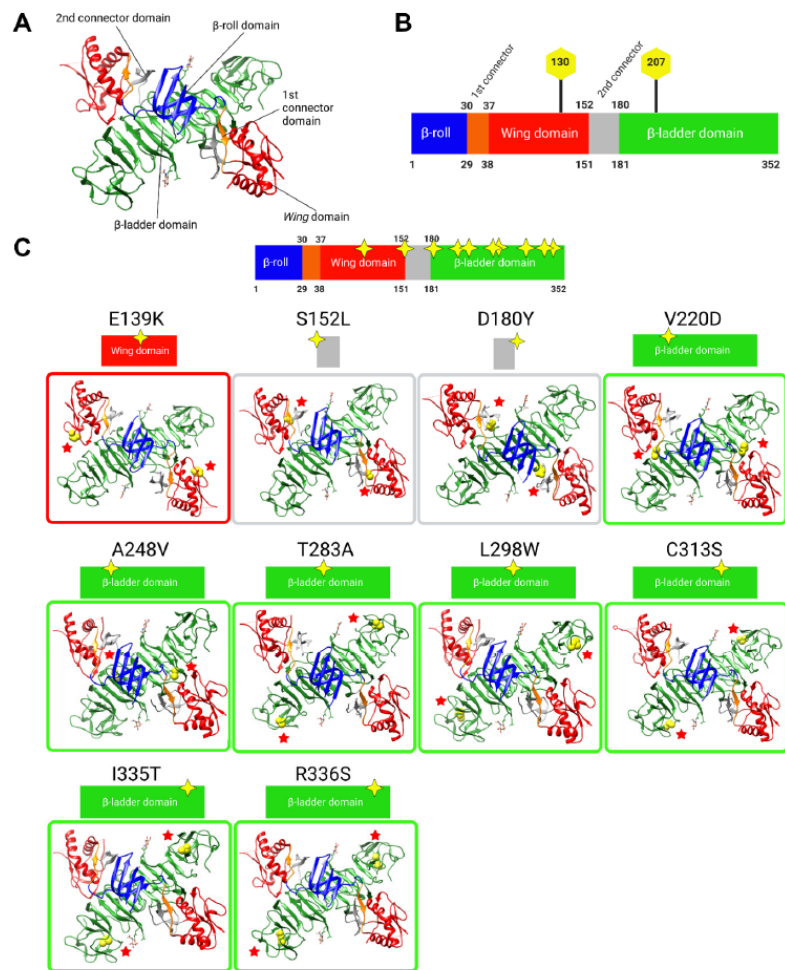 A
2nd connector domain
β-roll domain
1st
connector
domain
Wing domain
β-ladder domain
B
1st connector
130
2nd connector
207
30 37 152 180
β-roll Wing domain β-ladder domain
1 29 38 151 181 352
C
30 37 152 180
β-roll Wing domain β-ladder domain
1 29 38 151 181 352
E139K S152L D180Y V220D
Wing domain β-ladder domain
A248V T283A L298W C313S
β-ladder domain β-ladder domain β-ladder domain β-ladder domain
I335T R336S
β-ladder domain β-ladder domain